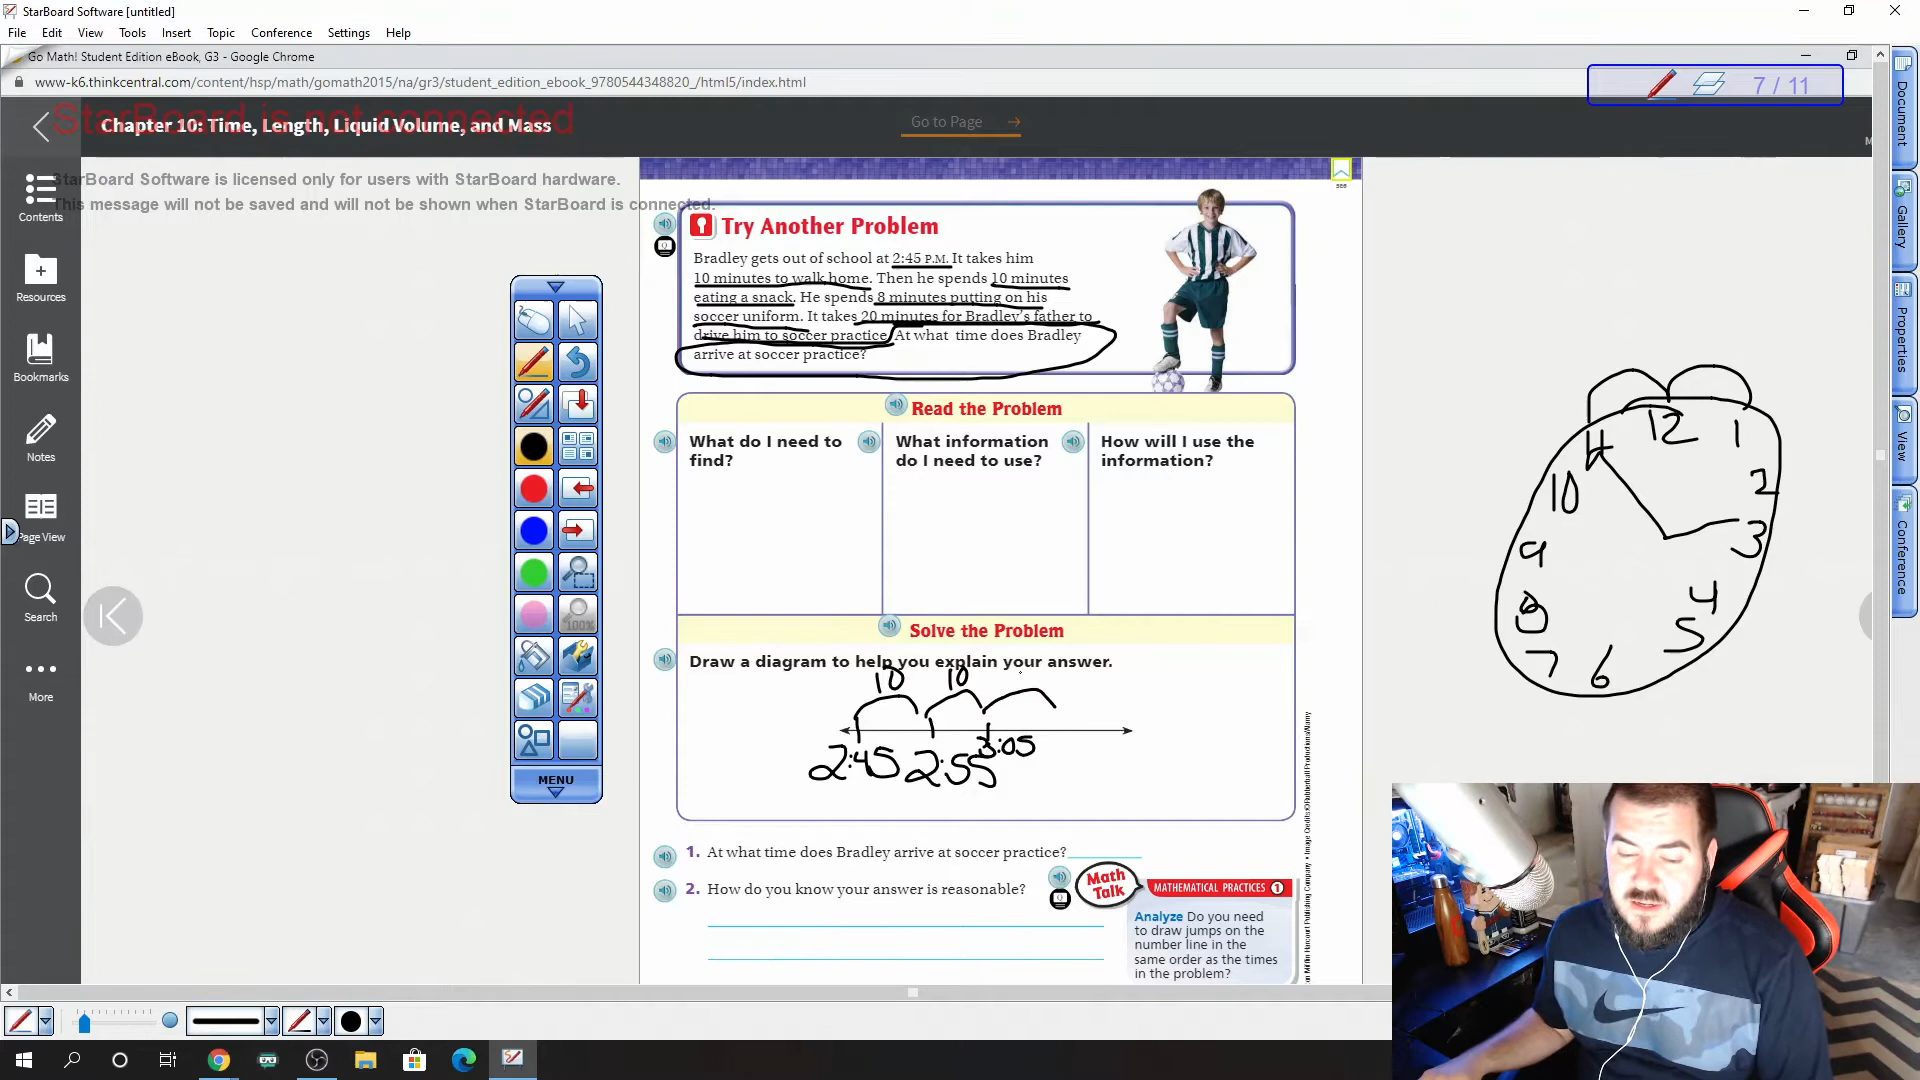 StarBoard Software [untitled]
File Edit View Tools Insert Topic Conference Settings Help
Go Math! Student Edition eBook, G3 - Google Chrome
www-k6.thinkcentral.com/content/hsp/math/gomath2015/na/gr3/student_edition_ebook_9780544348820_/html5/index.html
7 / 11
StarBoard is not connected
Chapter 10: Time, Length, Liquid Volume, and Mass
Go to Page
StarBoard Software is licensed only for users with StarBoard hardware.
This message will not be saved and will not be shown when StarBoard is connected.
Contents
Resources
Bookmarks
Notes
Page View
Search
More
MENU
100%
Try Another Problem
Bradley gets out of school at 2:45 P.M. It takes him
10 minutes to walk home. Then he spends 10 minutes
eating a snack. He spends 8 minutes putting on his
soccer uniform. It takes 20 minutes for Bradley's father to
drive him to soccer practice. At what time does Bradley
arrive at soccer practice?
Read the Problem
What do I need to
find?
What information
do I need to use?
How will I use the
information?
Solve the Problem
Draw a diagram to help you explain your answer.
10 10
2:45 2:55 3:05
1. At what time does Bradley arrive at soccer practice?
2. How do you know your answer is reasonable?
Math
Talk
MATHEMATICAL PRACTICES 1
Analyze Do you need
to draw jumps on the
number line in the
same order as the times
in the problem?
12
1
2
3
4
5
6
7
8
9
10
11
Document
Gallery
Properties
View
Conference